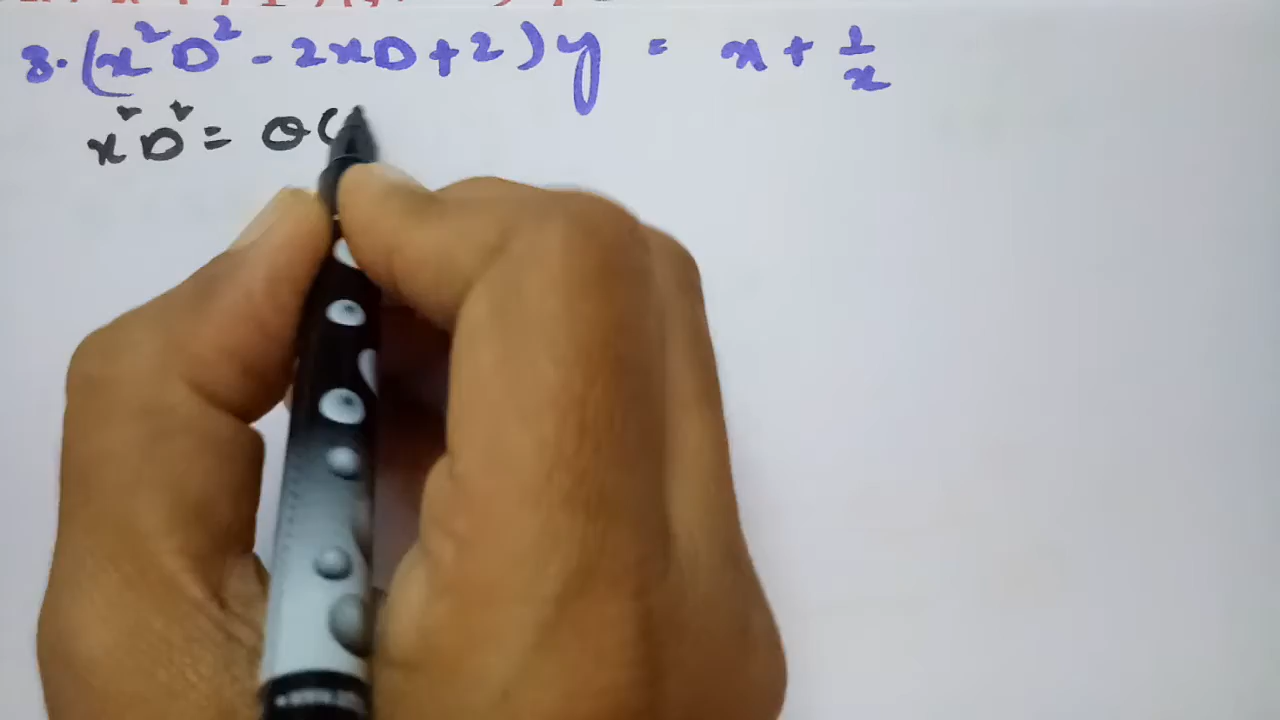 8. (x²D² - 2xD + 2) y = x + 1/x
x²D² = θ(